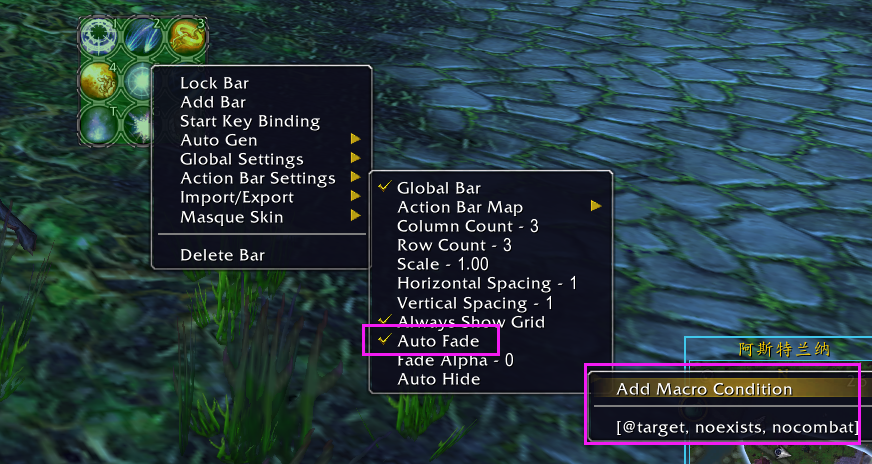 1
2
3
4
T
Lock Bar
Add Bar
Start Key Binding
Auto Gen
Global Settings
Action Bar Settings
Import/Export
Masque Skin
Delete Bar
Global Bar
Action Bar Map
Column Count - 3
Row Count - 3
Scale - 1.00
Horizontal Spacing - 1
Vertical Spacing - 1
Always Show Grid
Auto Fade
Fade Alpha - 0
Auto Hide
阿斯特兰纳
Add Macro Condition
[@target, noexists, nocombat]